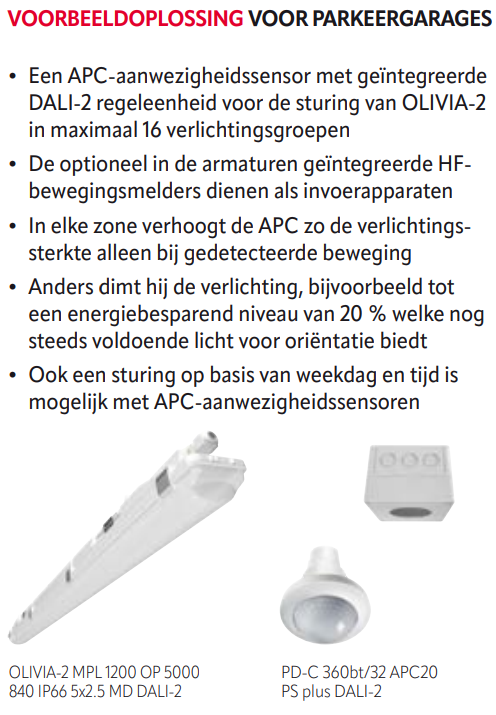 VOORBEELDOPLOSSING VOOR PARKEERGARAGES
• Een APC-aanwezigheidssensor met geïntegreerde
DALI-2 regeleenheid voor de sturing van OLIVIA-2
in maximaal 16 verlichtingsgroepen
• De optioneel in de armaturen geïntegreerde HF-
bewegingsmelders dienen als invoerapparaten
• In elke zone verhoogt de APC zo de verlichtings-
sterkte alleen bij gedetecteerde beweging
• Anders dimt hij de verlichting, bijvoorbeeld tot
een energiebesparend niveau van 20 % welke nog
steeds voldoende licht voor oriëntatie biedt
• Ook een sturing op basis van weekdag en tijd is
mogelijk met APC-aanwezigheidssensoren
OLIVIA-2 MPL 1200 OP 5000
840 IP66 5x2.5 MD DALI-2
PD-C 360bt/32 APC20
PS plus DALI-2